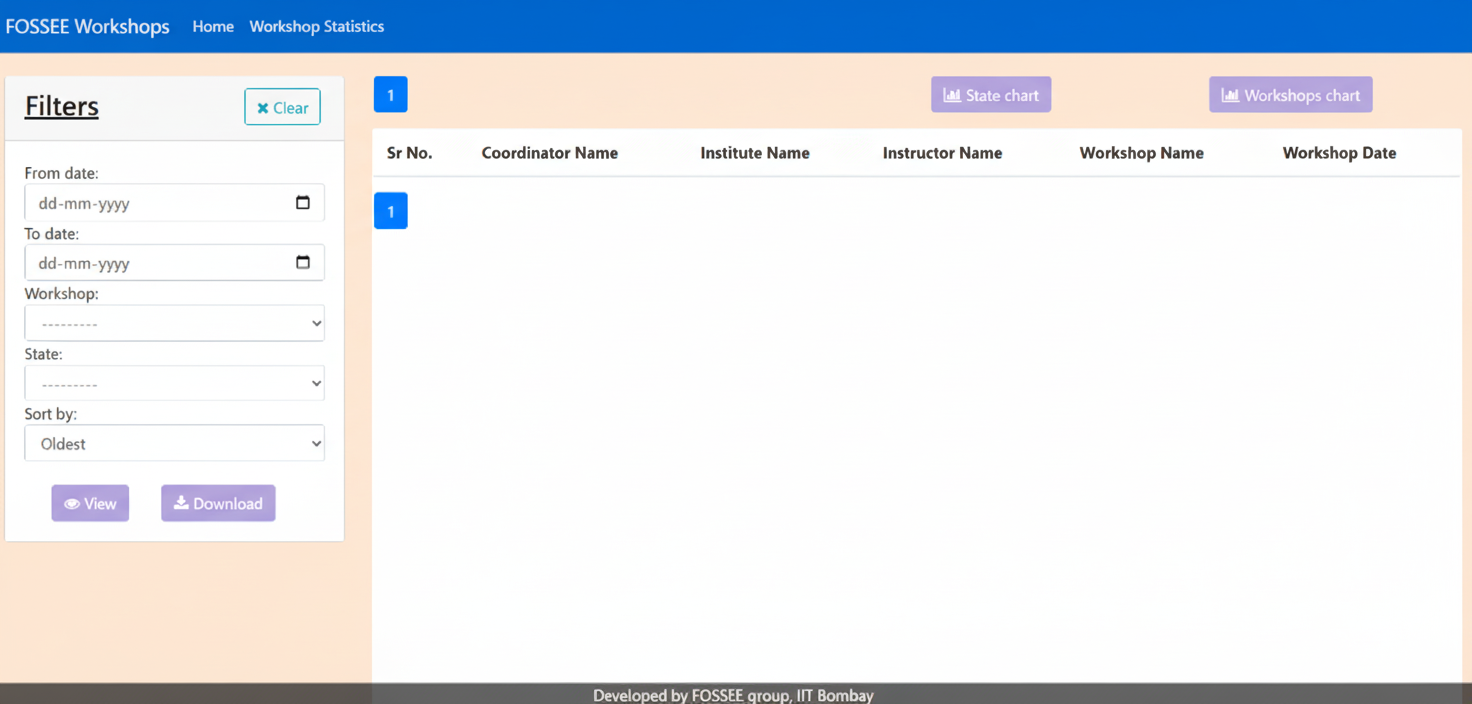 FOSSEE Workshops Home Workshop Statistics
Filters
Clear
From date:
dd-mm-yyyy
To date:
dd-mm-yyyy
Workshop:
---------
State:
---------
Sort by:
Oldest
View Download
1 State chart Workshops chart
Sr No. Coordinator Name Institute Name Instructor Name Workshop Name Workshop Date
1
Developed by FOSSEE group, IIT Bombay